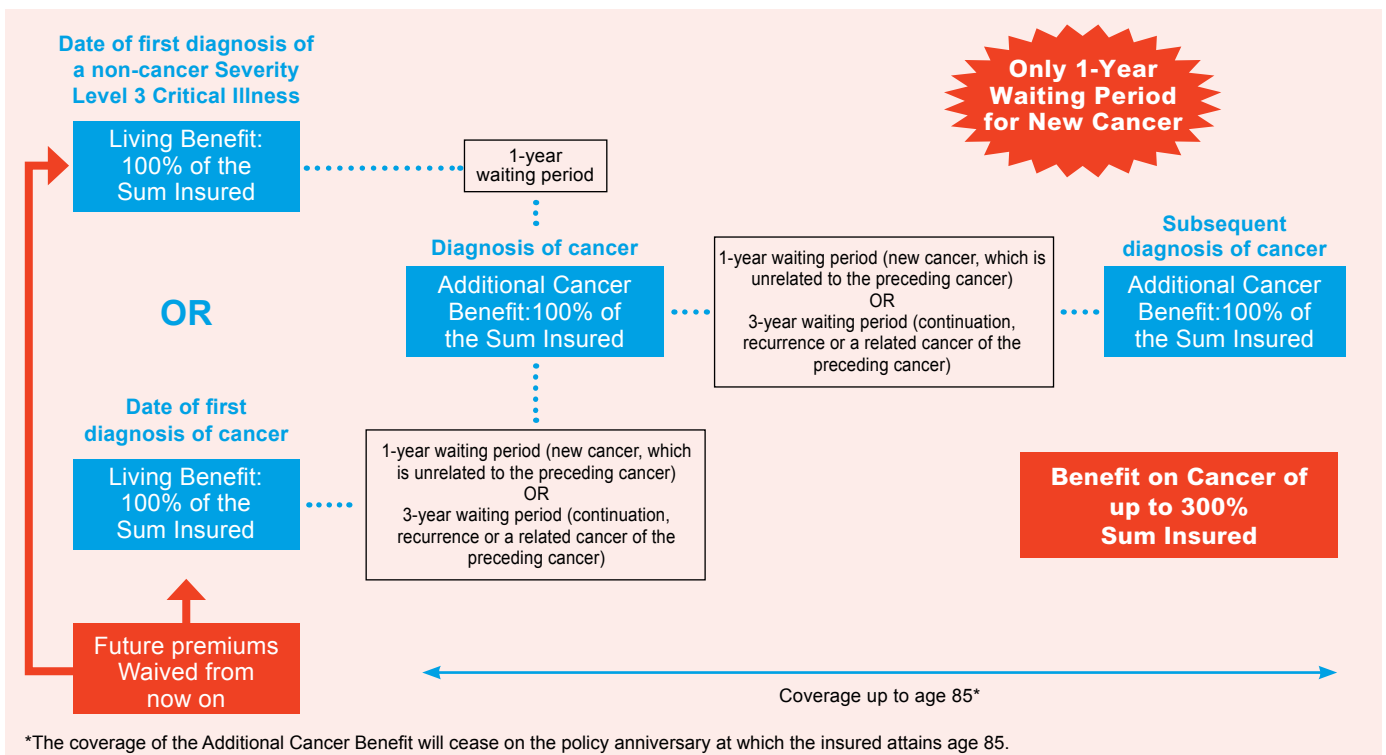 Date of first diagnosis of
a non-cancer Severity
Level 3 Critical Illness
Living Benefit:
100% of the
Sum Insured
1-year
waiting period
Only 1-Year
Waiting Period
for New Cancer
OR
Diagnosis of cancer
Additional Cancer
Benefit:100% of
the Sum Insured
1-year waiting period (new cancer, which is
unrelated to the preceding cancer)
OR
3-year waiting period (continuation,
recurrence or a related cancer of the
preceding cancer)
Subsequent
diagnosis of cancer
Additional Cancer
Benefit:100% of
the Sum Insured
Date of first
diagnosis of cancer
Living Benefit:
100% of the
Sum Insured
1-year waiting period (new cancer, which
is unrelated to the preceding cancer)
OR
3-year waiting period (continuation,
recurrence or a related cancer of the
preceding cancer)
Benefit on Cancer of
up to 300%
Sum Insured
Future premiums
Waived from
now on
Coverage up to age 85*
*The coverage of the Additional Cancer Benefit will cease on the policy anniversary at which the insured attains age 85.